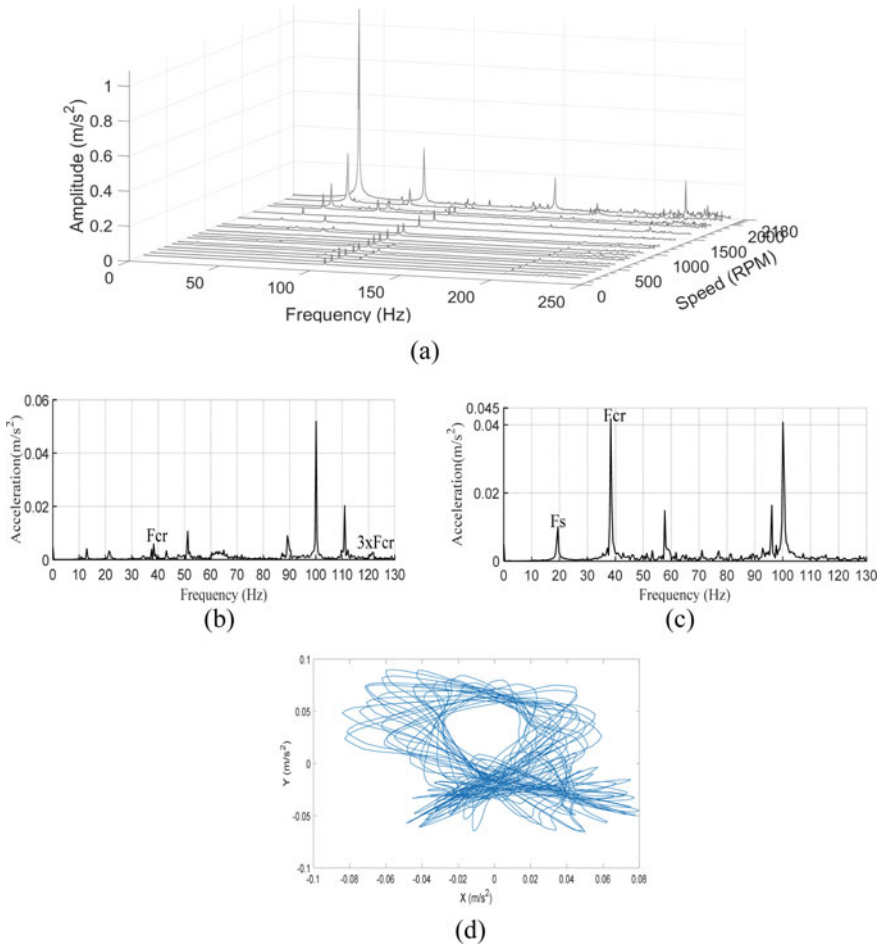 1
0.8
0.6
0.4
0.2
0
Amplitude (m/s²)
0
50
100
150
200
250
Frequency (Hz)
0
500
1000
1500
2000
2180
Speed (RPM)
(a)
0.06
0.04
0.02
0
Acceleration(m/s²)
Fcr
3xFcr
0 10 20 30 40 50 60 70 80 90 100 110 120 130
Frequency (Hz)
(b)
0.045
0.04
0.02
0
Acceleration(m/s²)
Fcr
Fs
0 10 20 30 40 50 60 70 80 90 100 110 120 130
Frequency (Hz)
(c)
0.1
0.05
0
-0.05
-0.1
Y (m/s²)
-0.1 -0.08 -0.06 -0.04 -0.02 0 0.02 0.04 0.06 0.08
X (m/s²)
(d)